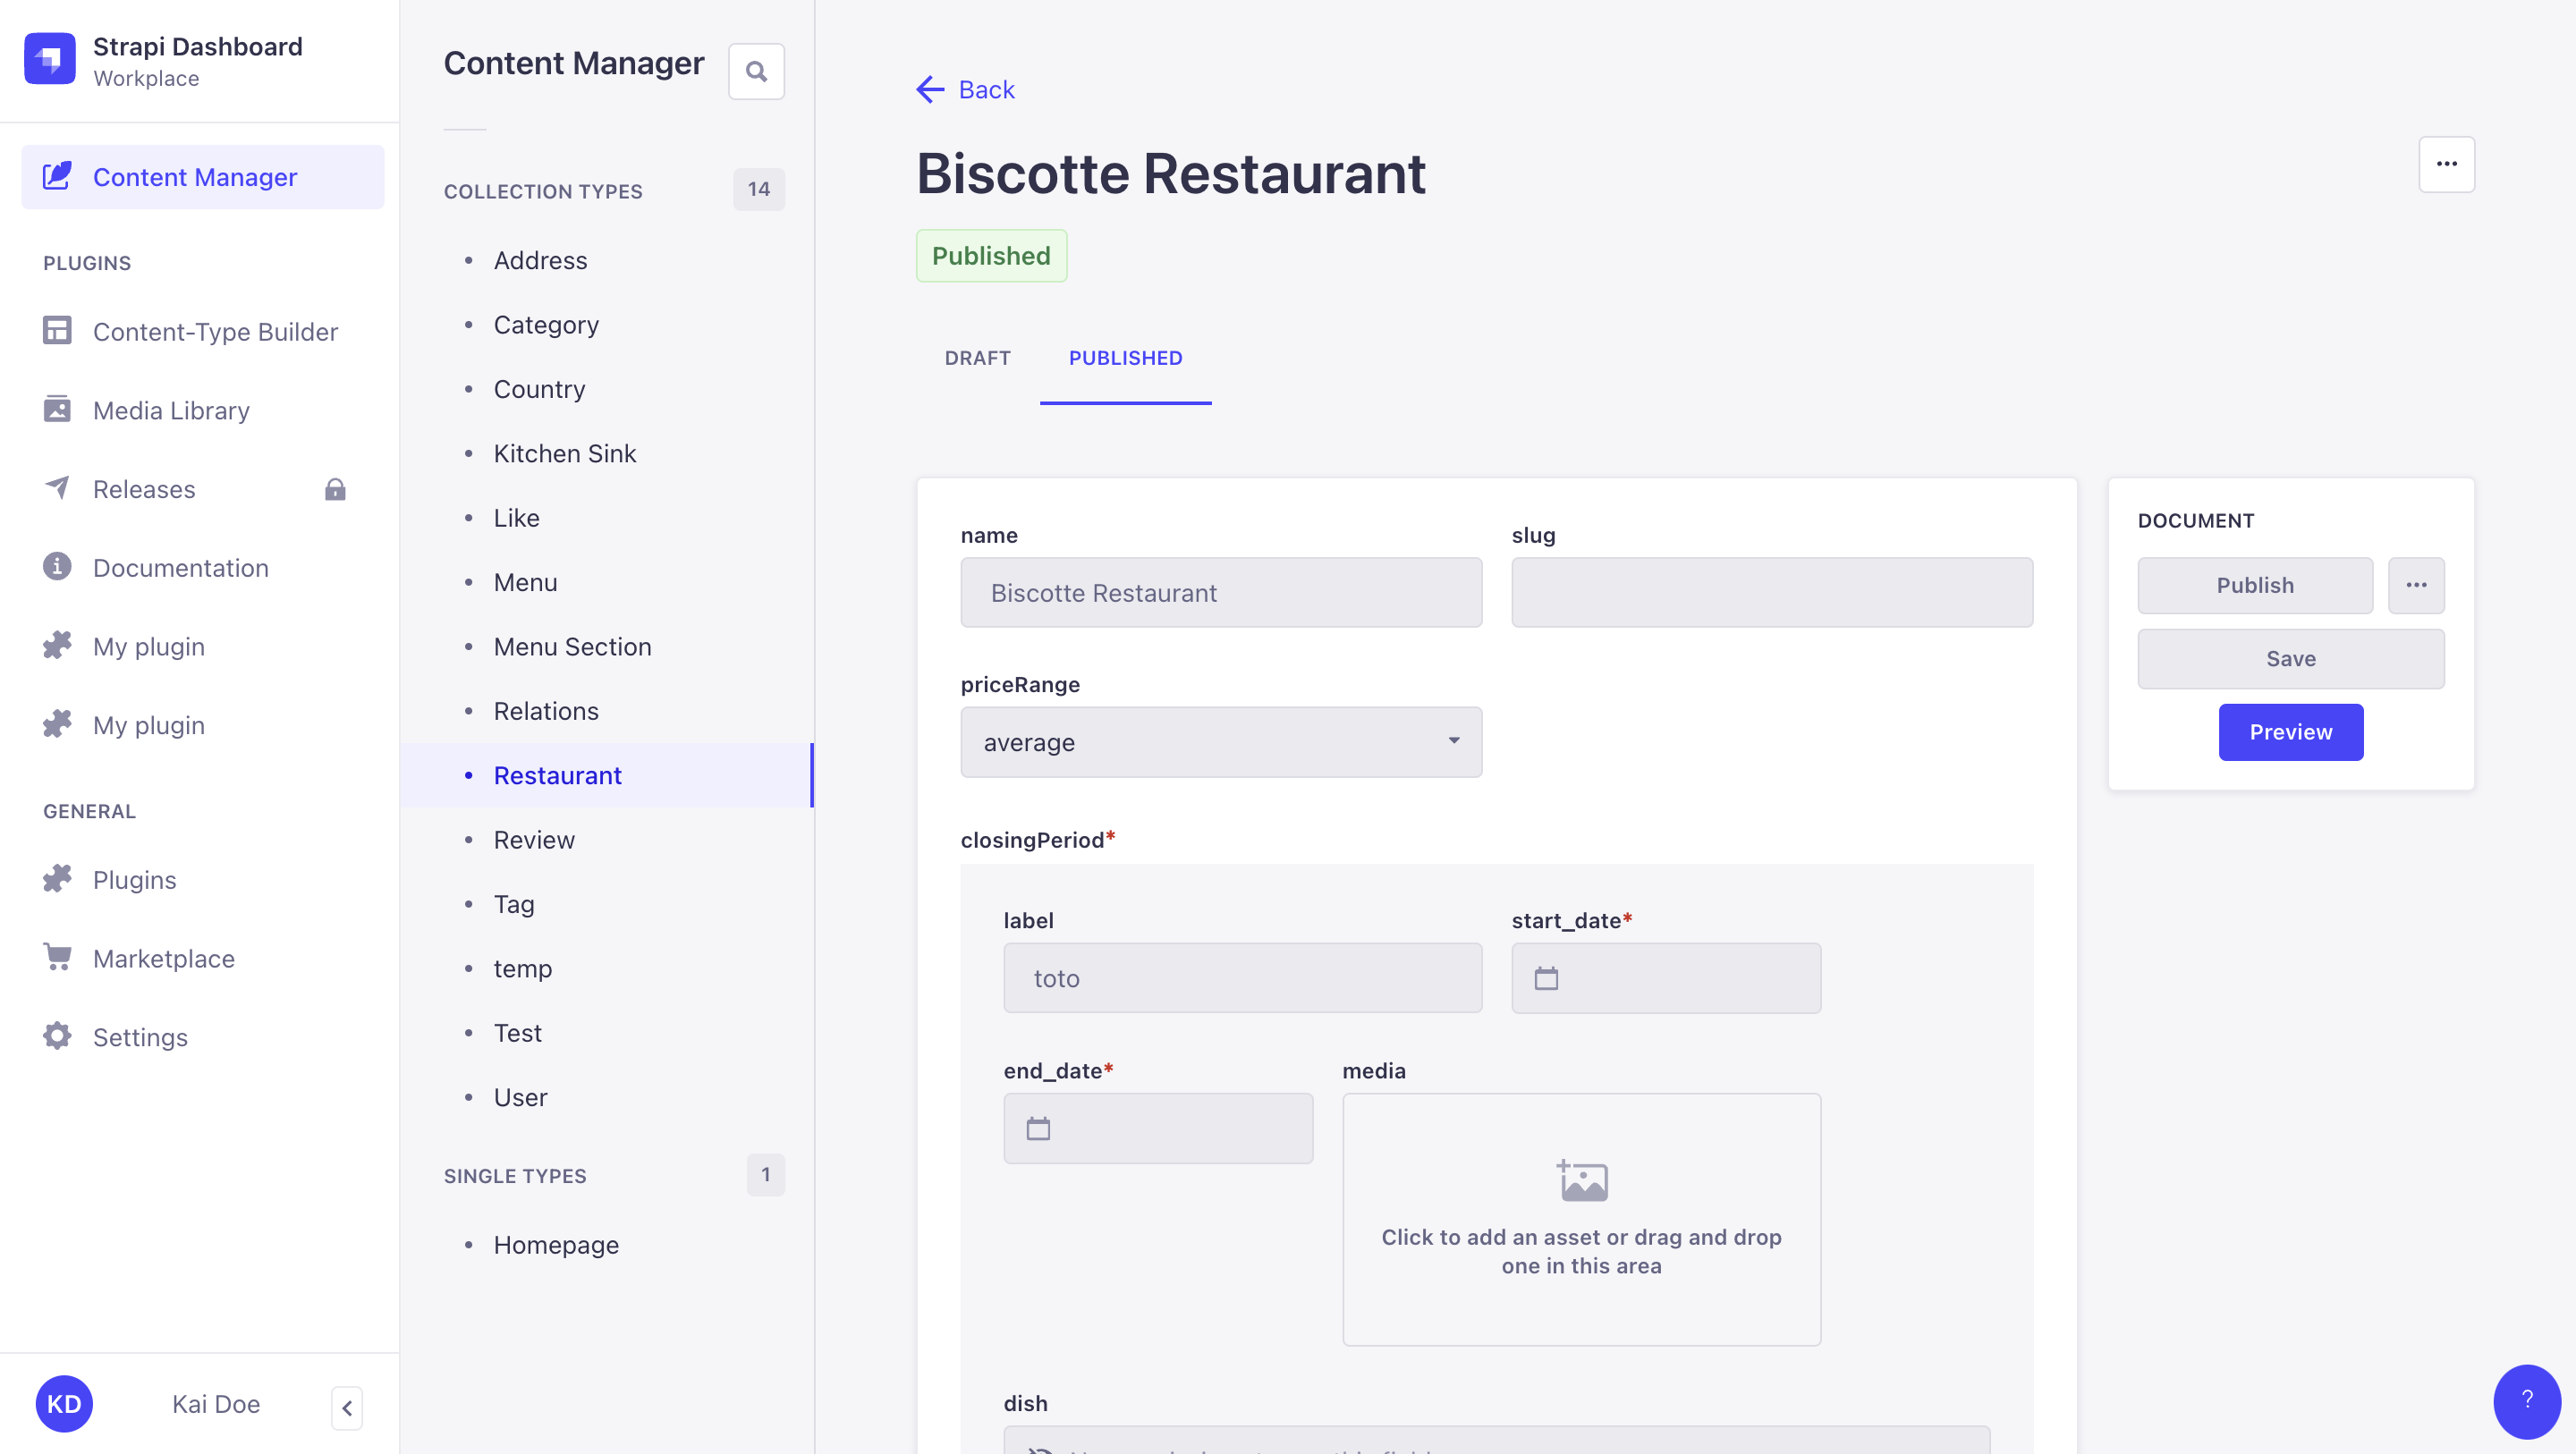 Strapi Dashboard
Workplace
Content Manager
PLUGINS
Content-Type Builder
Media Library
Releases
Documentation
My plugin
My plugin
GENERAL
Plugins
Marketplace
Settings
KD
Kai Doe
Content Manager
COLLECTION TYPES
14
Address
Category
Country
Kitchen Sink
Like
Menu
Menu Section
Relations
Restaurant
Review
Tag
temp
Test
User
SINGLE TYPES
1
Homepage
Back
Biscotte Restaurant
Published
DRAFT
PUBLISHED
name
Biscotte Restaurant
slug
priceRange
average
closingPeriod*
label
toto
start_date*
end_date*
media
Click to add an asset or drag and drop
one in this area
dish
DOCUMENT
Publish
Save
Preview
?